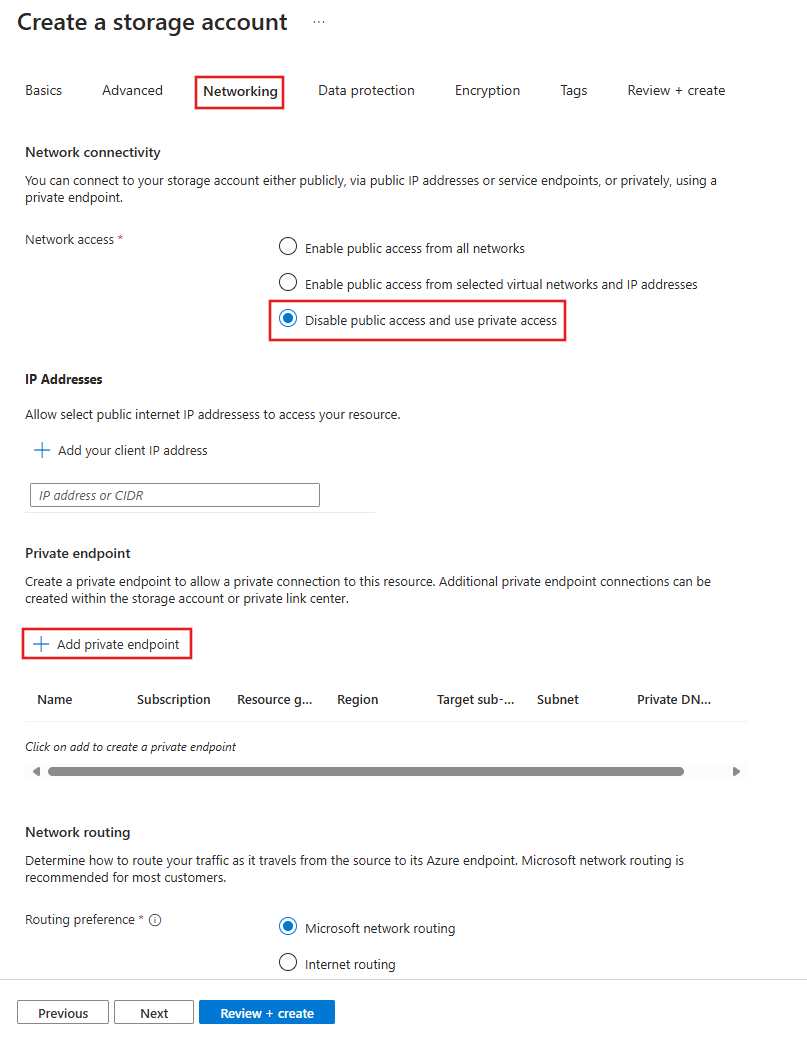 Create a storage account ...
Basics Advanced Networking Data protection Encryption Tags Review + create
Network connectivity
You can connect to your storage account either publicly, via public IP addresses or service endpoints, or privately, using a
private endpoint.
Network access *
Enable public access from all networks
Enable public access from selected virtual networks and IP addresses
Disable public access and use private access
IP Addresses
Allow select public internet IP addressess to access your resource.
+ Add your client IP address
IP address or CIDR
Private endpoint
Create a private endpoint to allow a private connection to this resource. Additional private endpoint connections can be
created within the storage account or private link center.
+ Add private endpoint
Name Subscription Resource g... Region Target sub-... Subnet Private DN...
Click on add to create a private endpoint
Network routing
Determine how to route your traffic as it travels from the source to its Azure endpoint. Microsoft network routing is
recommended for most customers.
Routing preference *
Microsoft network routing
Internet routing
Previous Next Review + create